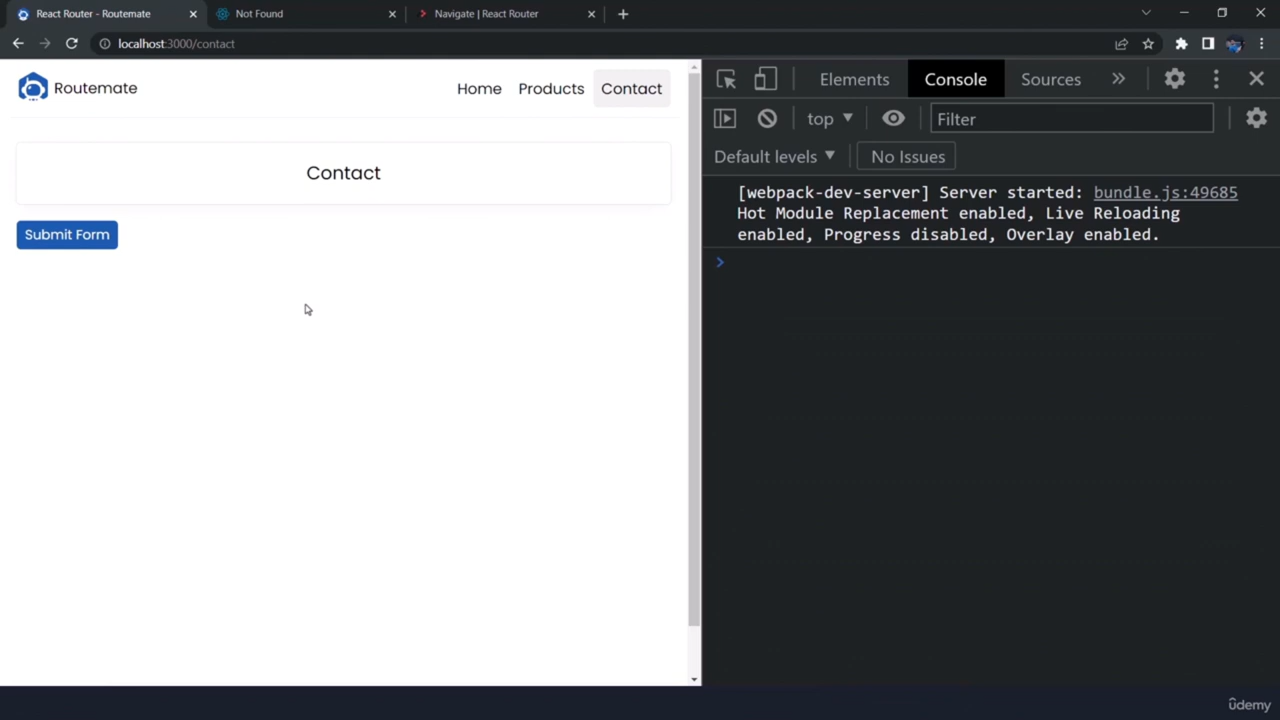 React Router - Routemate
Not Found
Navigate | React Router
localhost:3000/contact
Routemate
Home
Products
Contact
Contact
Submit Form
Elements
Console
Sources
top
Filter
Default levels
No Issues
[webpack-dev-server] Server started: bundle.js:49685
Hot Module Replacement enabled, Live Reloading
enabled, Progress disabled, Overlay enabled.
ûdemy